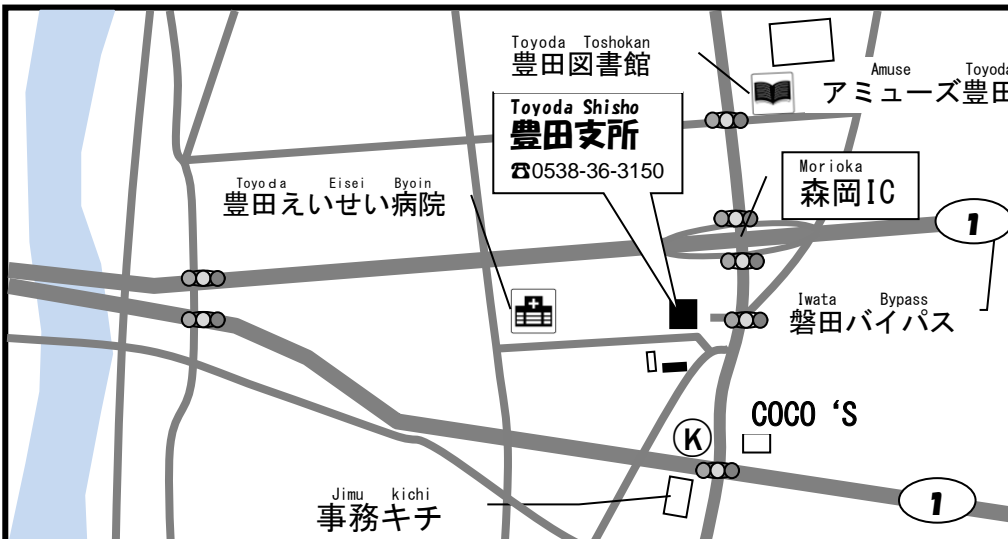 Toyoda Toshokan
豊田図書館
Amuse Toyoda
アミューズ豊田
Toyoda Shisho
豊田支所
☎0538-36-3150
Morioka
森岡IC
Toyoda Eisei Byoin
豊田えいせい病院
1
Iwata Bypass
磐田バイパス
COCO ‘S
K
Jimu kichi
事務キチ
1